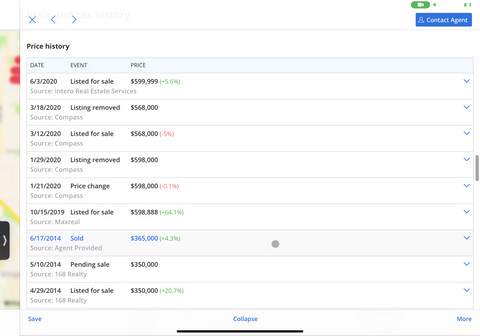 Price and tax history
Contact Agent
Price history
DATE EVENT PRICE
6/3/2020 Listed for sale $599,999 (+5.6%)
Source: Intero Real Estate Services
3/18/2020 Listing removed $568,000
Source: Compass
3/12/2020 Listed for sale $568,000 (-5%)
Source: Compass
1/29/2020 Listing removed $598,000
Source: Compass
1/21/2020 Price change $598,000 (-0.1%)
Source: Compass
10/15/2019 Listed for sale $598,888 (+64.1%)
Source: Maxreal
6/17/2014 Sold $365,000 (+4.3%)
Source: Agent Provided
5/10/2014 Pending sale $350,000
Source: 168 Realty
4/29/2014 Listed for sale $350,000 (+20.7%)
Source: 168 Realty
Save Collapse More